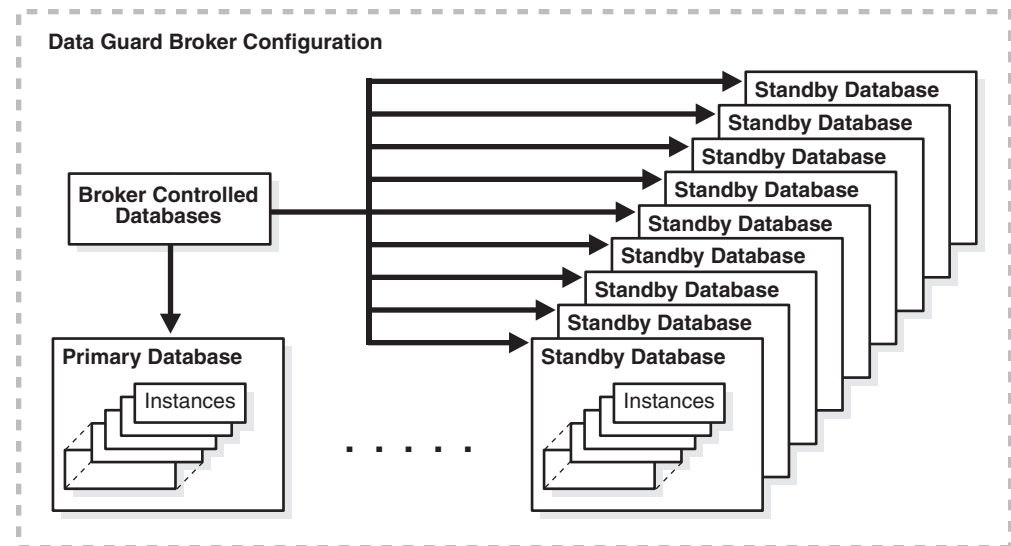 Data Guard Broker Configuration
Standby Database
Standby Database
Standby Database
Standby Database
Standby Database
Standby Database
Standby Database
Standby Database
Standby Database
Broker Controlled
Databases
Primary Database
Instances
Instances